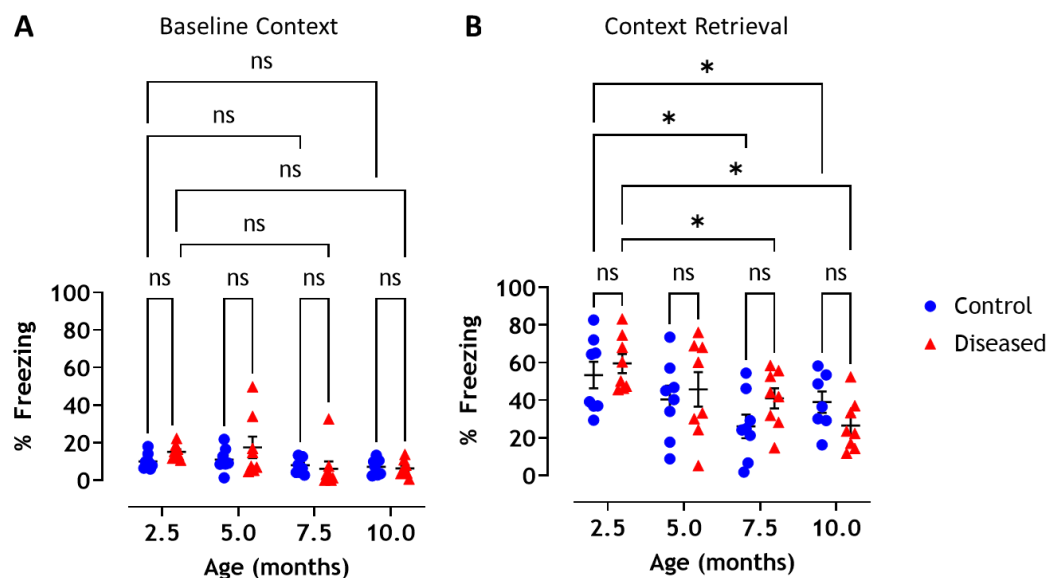 A
Baseline Context
ns
ns
ns
ns
ns
ns
ns
ns
% Freezing
100
80
60
40
20
0
2.5
5.0
7.5
10.0
Age (months)
B
Context Retrieval
*
*
*
*
ns
ns
ns
ns
% Freezing
100
80
60
40
20
0
2.5
5.0
7.5
10.0
Age (months)
Control
Diseased